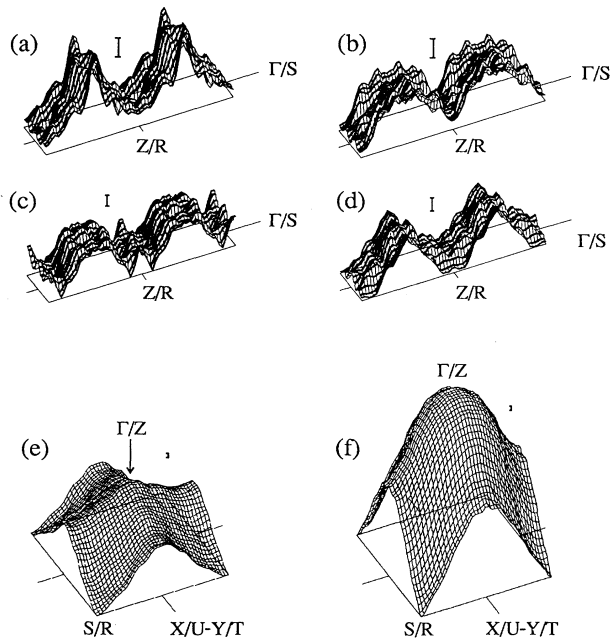 (a)
Γ/S
Z/R
(b)
Γ/S
Z/R
(c)
Γ/S
Z/R
(d)
Γ/S
Z/R
(e)
Γ/Z
S/R
X/U-Y/T
(f)
Γ/Z
S/R
X/U-Y/T